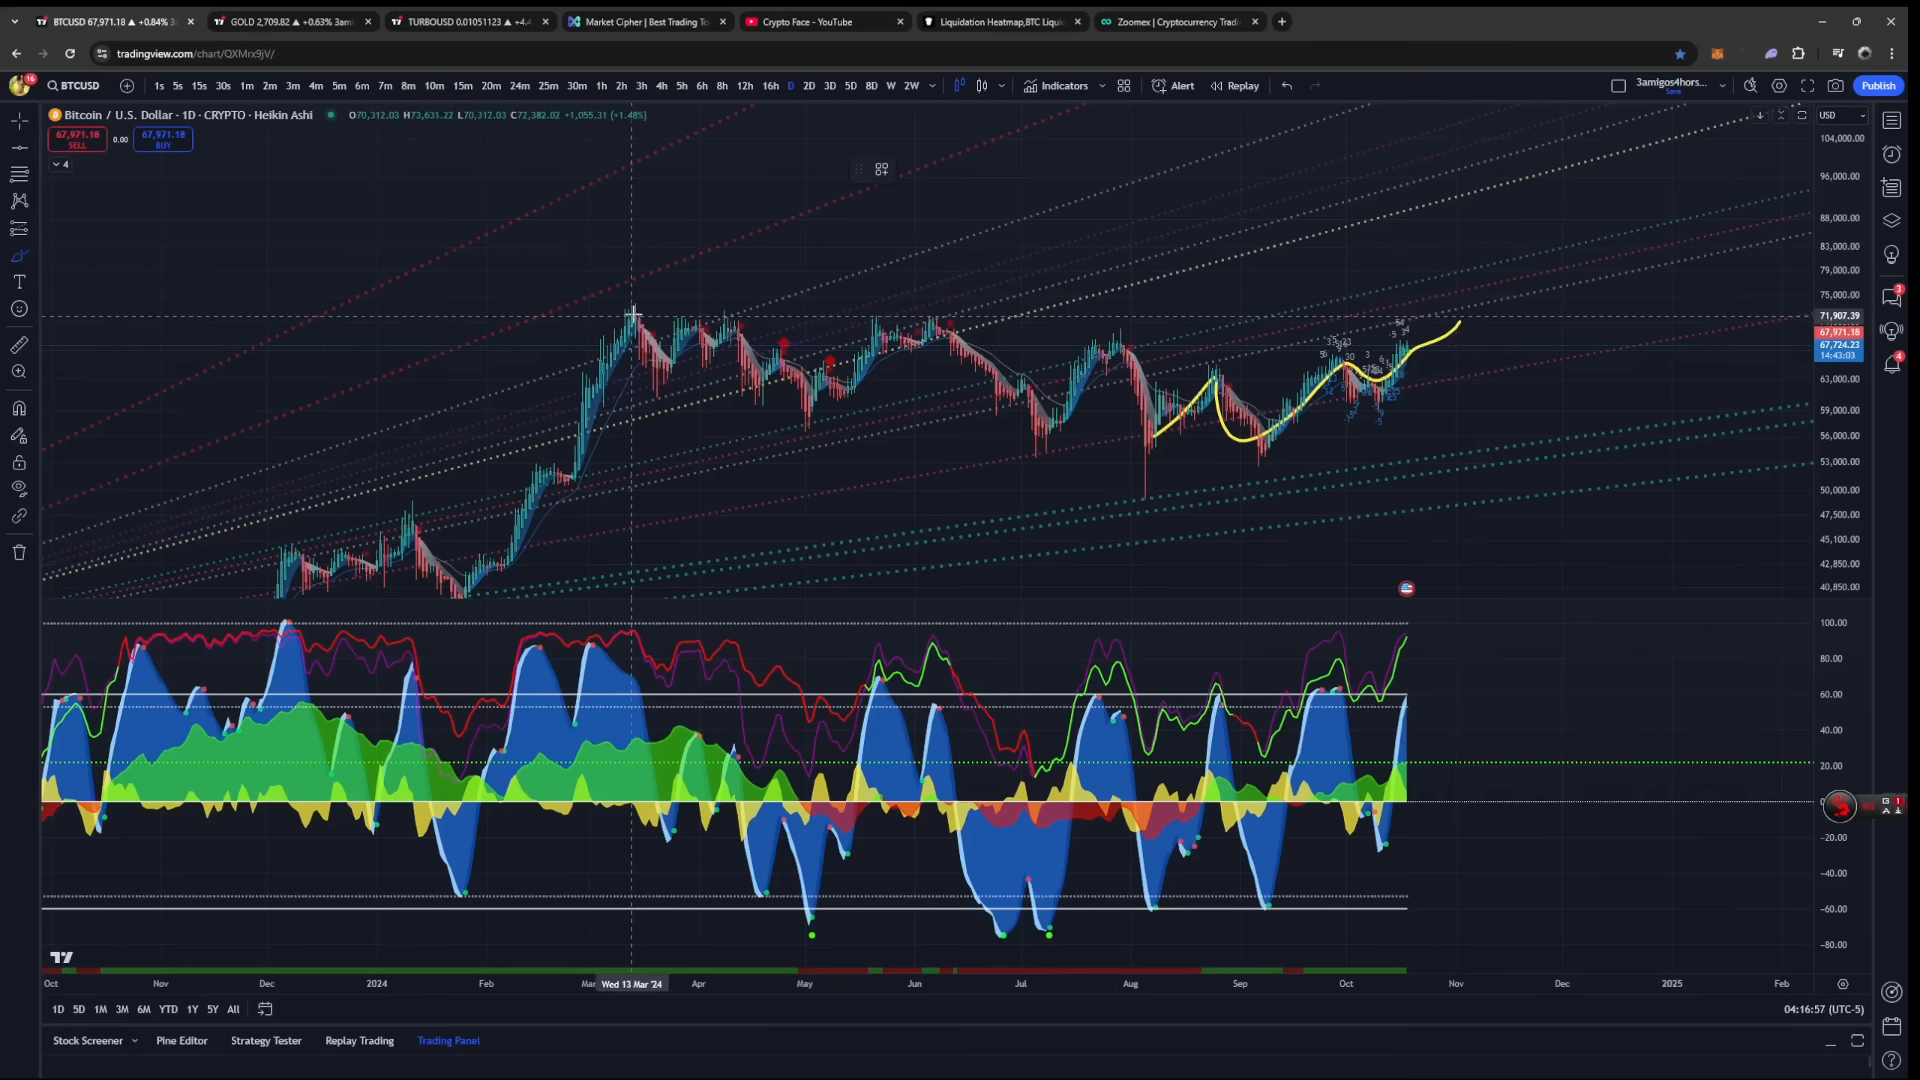 BTCUSD 67,971.18 ▲ +0.84% 3a
GOLD 2,709.82 ▲ +0.63% 3ami
TURBOUSD 0.01051123 ▲ +4.
Market Cipher | Best Trading To
Crypto Face - YouTube
Liquidation Heatmap,BTC Liqui
Zoomex | Cryptocurrency Tradi
tradingview.com/chart/QXMrx9jV/
16
BTCUSD
1s 5s 15s 30s 1m 2m 3m 4m 5m 6m 7m 8m 10m 15m 20m 24m 25m 30m 1h 2h 3h 4h 5h 6h 8h 12h 16h D 2D 3D 5D 8D W 2W
Indicators
Alert
Replay
3amigos4hors...
Save
Publish
Bitcoin / U.S. Dollar · 1D · CRYPTO · Heikin Ashi
O70,312.03 H73,631.22 L70,312.03 C72,382.02 +1,055.31 (+1.48%)
USD
67,971.18
SELL
0.00
67,971.18
BUY
4
104,000.00
96,000.00
88,000.00
83,000.00
79,000.00
75,000.00
71,907.39
67,971.18
67,724.23
14:43:03
63,000.00
59,000.00
56,000.00
53,000.00
50,000.00
47,500.00
45,100.00
42,850.00
40,850.00
3
4
100.00
80.00
60.00
40.00
20.00
-20.00
-40.00
-60.00
-80.00
Oct Nov Dec 2024 Feb Mar Wed 13 Mar '24 Apr May Jun Jul Aug Sep Oct Nov Dec 2025 Feb
1D 5D 1M 3M 6M YTD 1Y 5Y All
04:16:57 (UTC-5)
Stock Screener Pine Editor Strategy Tester Replay Trading Trading Panel